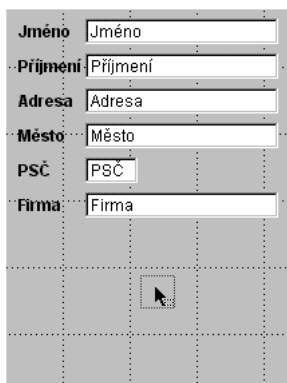 Jméno Jméno
Příjmení Příjmení
Adresa Adresa
Město Město
PSČ PSČ
Firma Firma